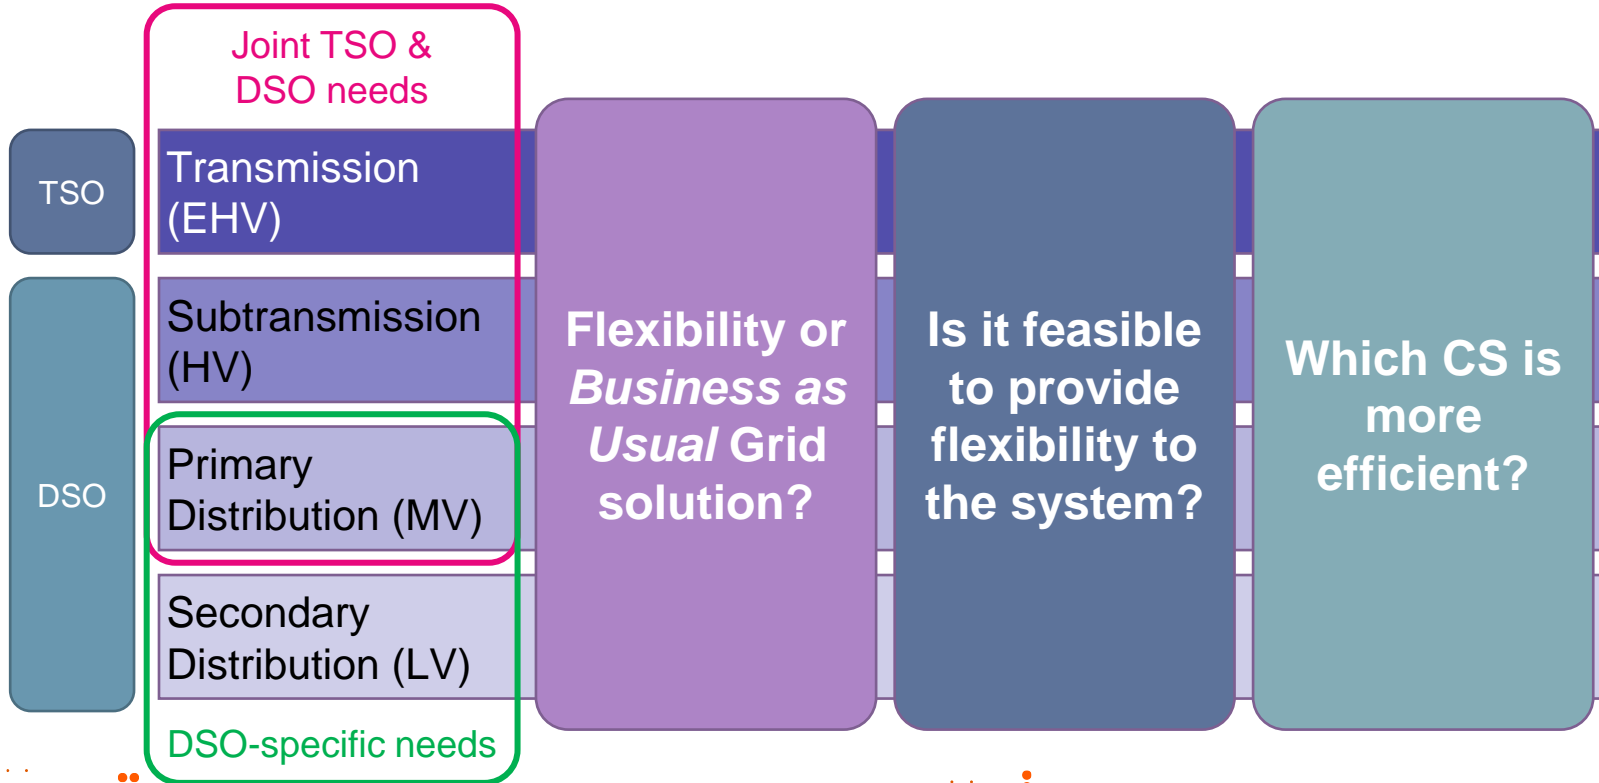 Joint TSO &
DSO needs
TSO
Transmission
(EHV)
DSO
Subtransmission
(HV)
Primary
Distribution (MV)
Secondary
Distribution (LV)
DSO-specific needs
Flexibility or
Business as
Usual Grid
solution?
Is it feasible
to provide
flexibility to
the system?
Which CS is
more
efficient?